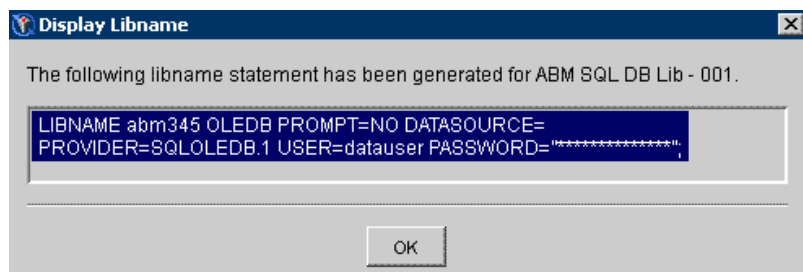 Display Libname
The following libname statement has been generated for ABM SQL DB Lib - 001.
LIBNAME abm345 OLEDB PROMPT=NO DATASOURCE=
PROVIDER=SQLOLEDB.1 USER=datauser PASSWORD="**************";
OK